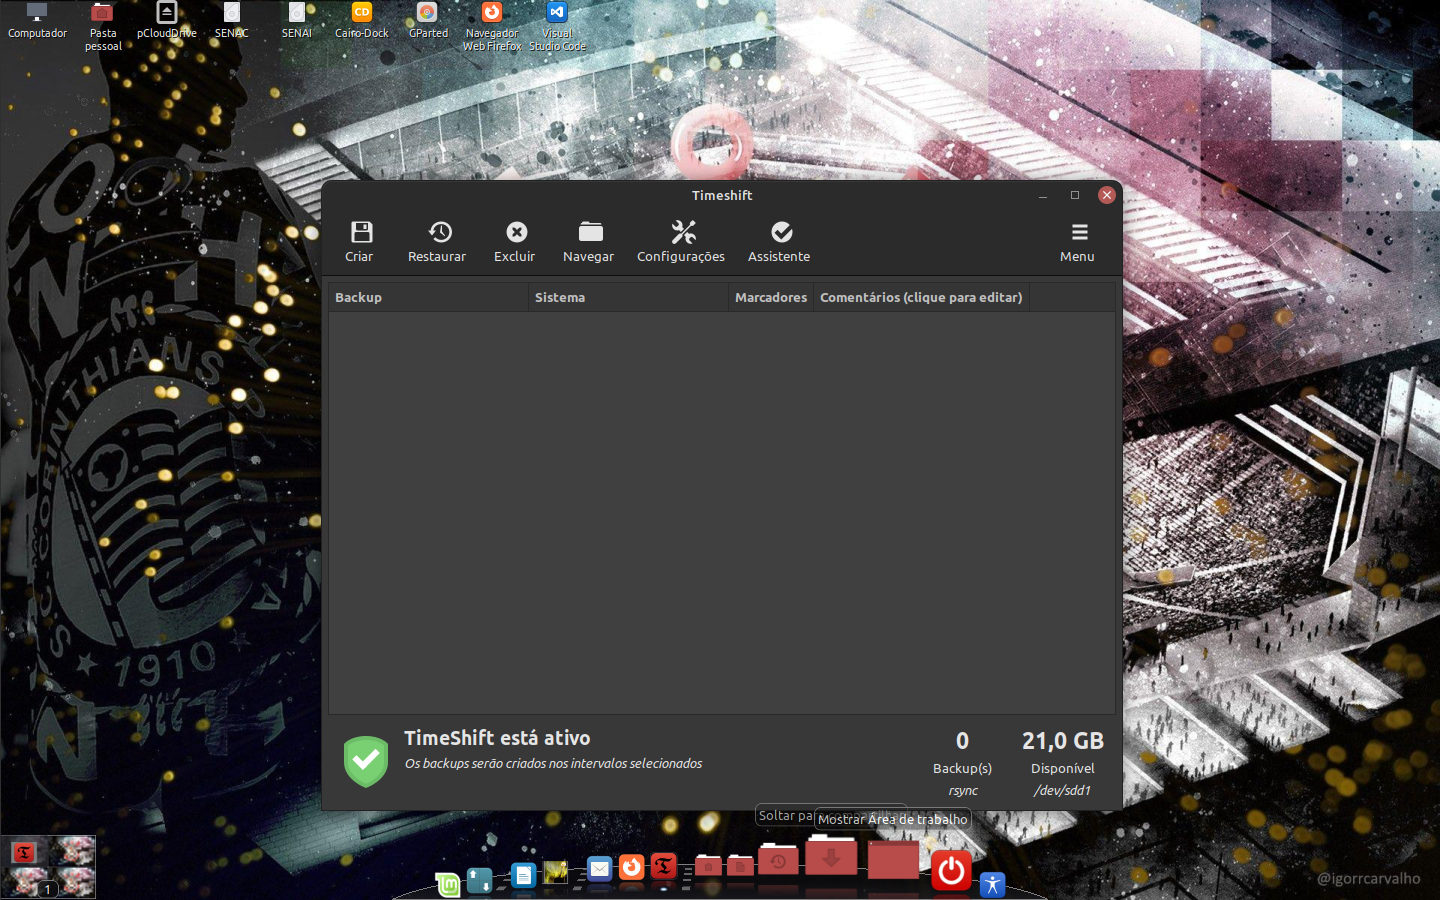 Computador
Pasta pessoal
pCloudDrive
SENAC
SENAI
Cairo-Dock
GParted
Navegador Web Firefox
Visual Studio Code
CD
Timeshift
Criar
Restaurar
Excluir
Navegar
Configurações
Assistente
Menu
Backup
Sistema
Marcadores
Comentários (clique para editar)
TimeShift está ativo
Os backups serão criados nos intervalos selecionados
0
Backup(s)
rsync
21,0 GB
Disponível
/dev/sdd1
CORINTHIANS
1910
Soltar pa
Mostrar Área de trabalho
1
@igorrcarvalho